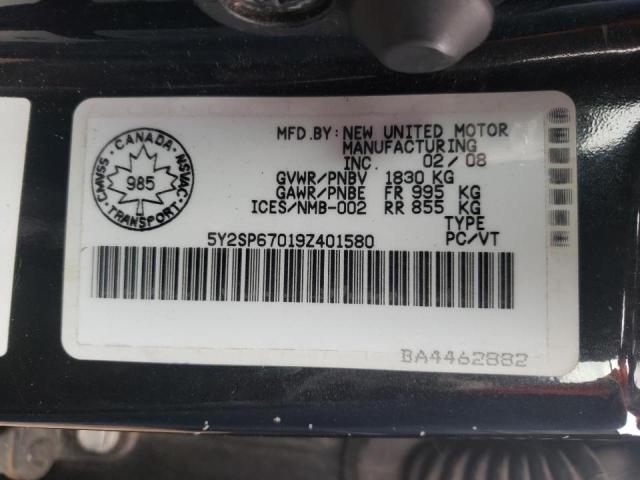 CMVSS · CANADA · NSVAC · TRANSPORT ·
985
MFD.BY: NEW UNITED MOTOR
MANUFACTURING
INC. 02/08
GVWR/PNBV 1830 KG
GAWR/PNBE FR 995 KG
ICES/NMB-002 RR 855 KG
TYPE
5Y2SP67019Z401580 PC/VT
BA4462882